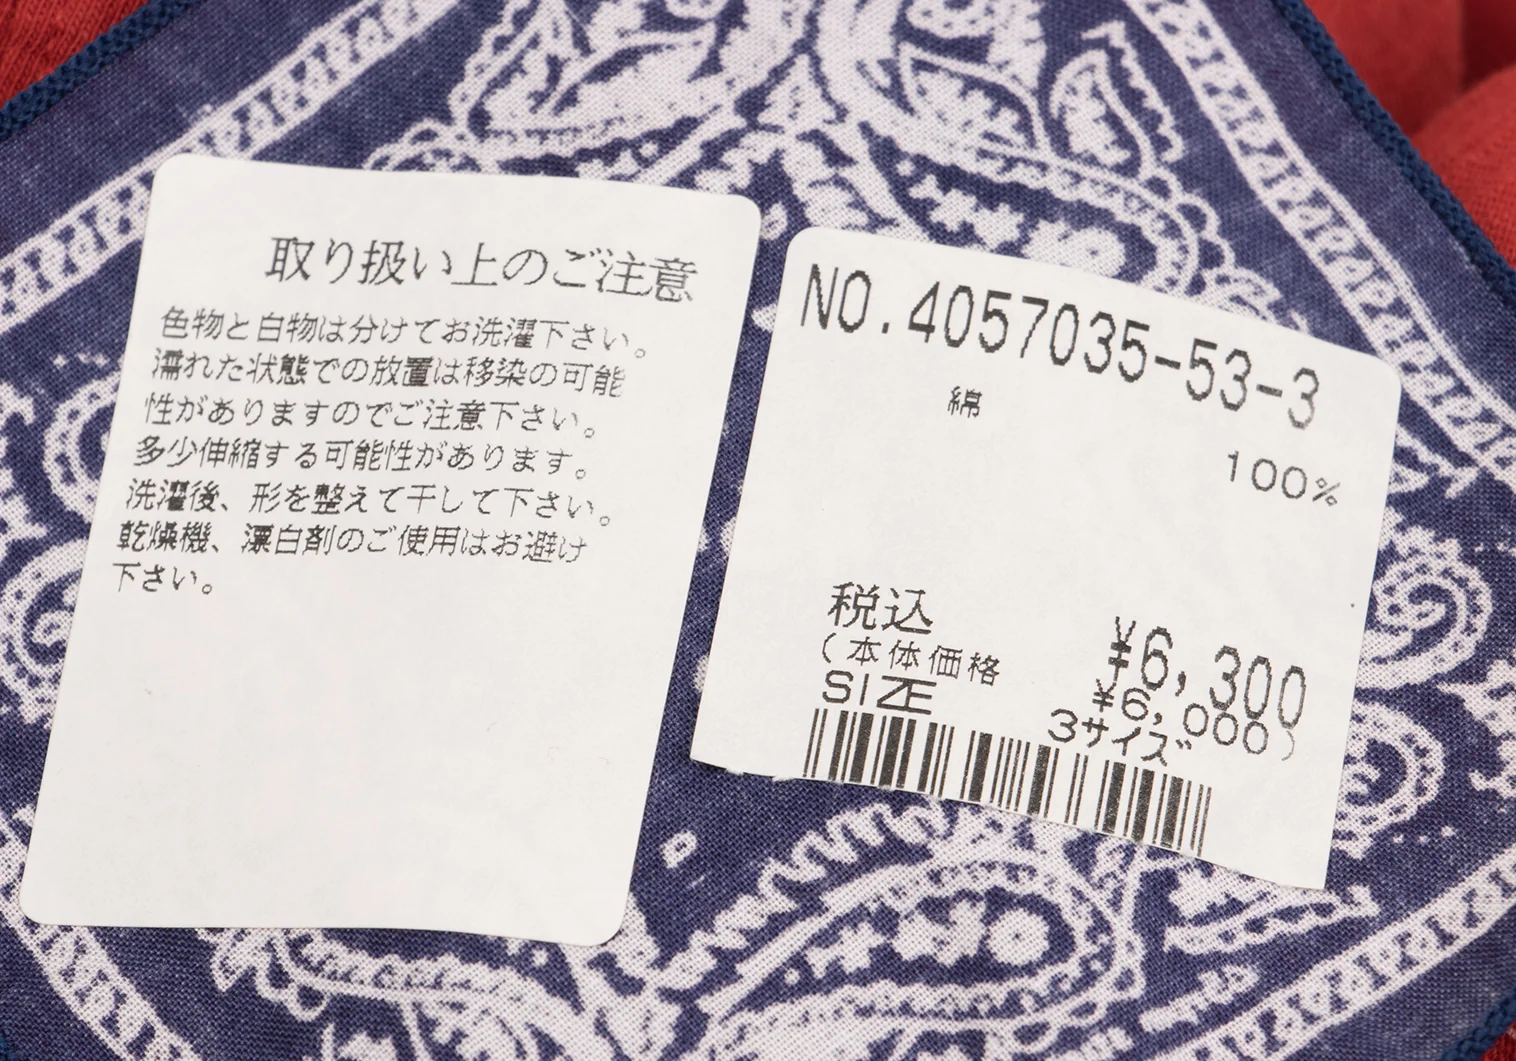 取り扱い上のご注意
色物と白物は分けてお洗濯下さい。
濡れた状態での放置は移染の可能
性がありますのでご注意下さい。
多少伸縮する可能性があります。
洗濯後、形を整えて干して下さい。
乾燥機、漂白剤のご使用はお避け
下さい。
NO.4057035-53-3
綿
100%
税込 ¥6,300
(本体価格 ¥6,000)
SIZE 3サイズ